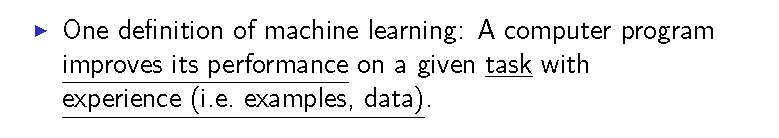 ▶ One definition of machine learning: A computer program
improves its performance on a given task with
experience (i.e. examples, data).